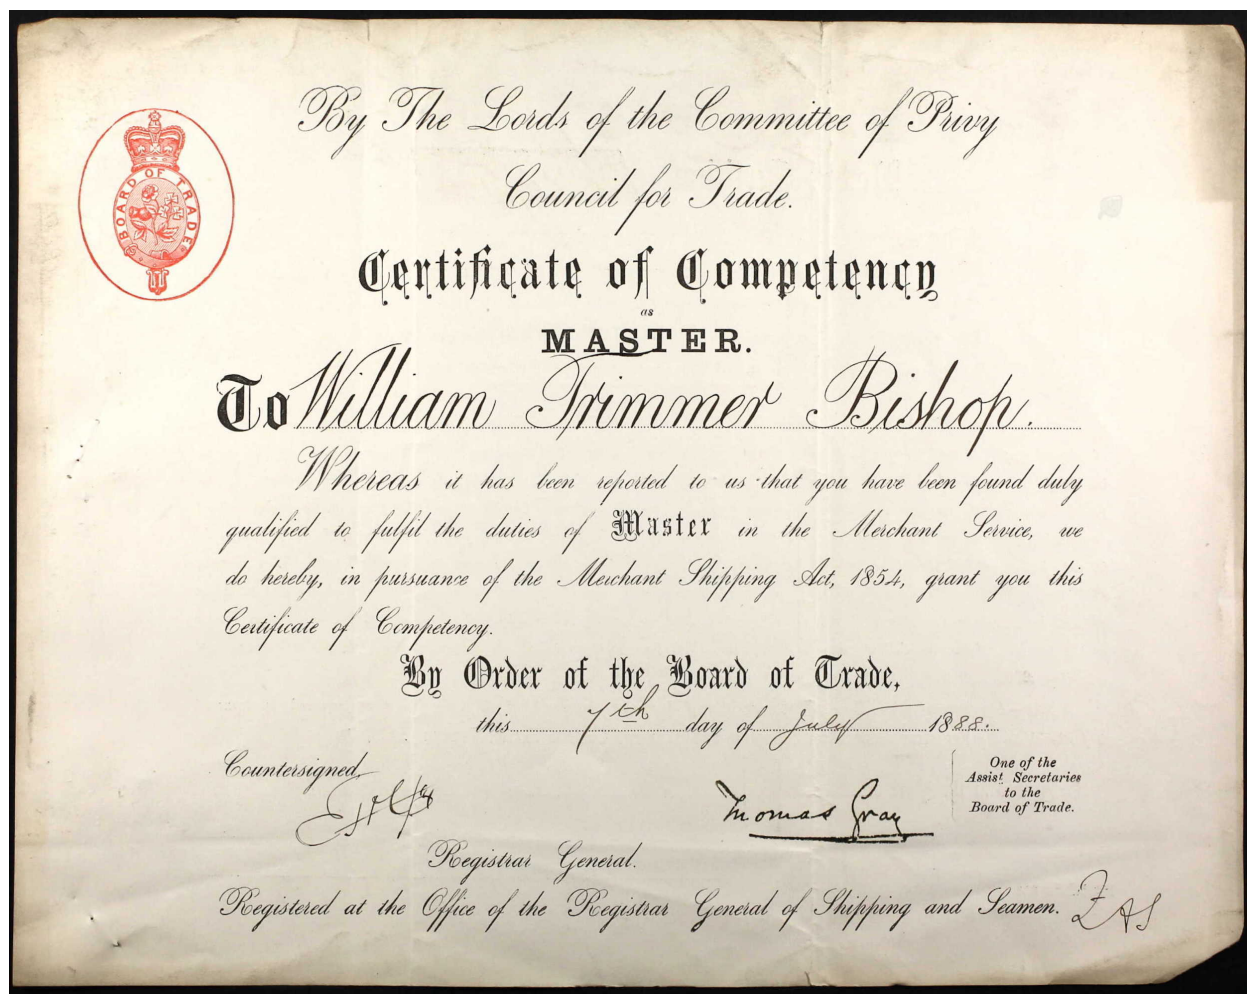 By The Lords of the Committee of Privy
Council for Trade.
BOARD OF TRADE
Certificate of Competency
as
MASTER.
To William Trimmer Bishop.
Whereas it has been reported to us that you have been found duly
qualified to fulfil the duties of Master in the Merchant Service, we
do hereby, in pursuance of the Merchant Shipping Act, 1854, grant you this
Certificate of Competency.
By Order of the Board of Trade,
this 7th day of July 1888.
Countersigned,
Thomas Gray
One of the
Assist. Secretaries
to the
Board of Trade.
Registrar General.
Registered at the Office of the Registrar General of Shipping and Seamen.